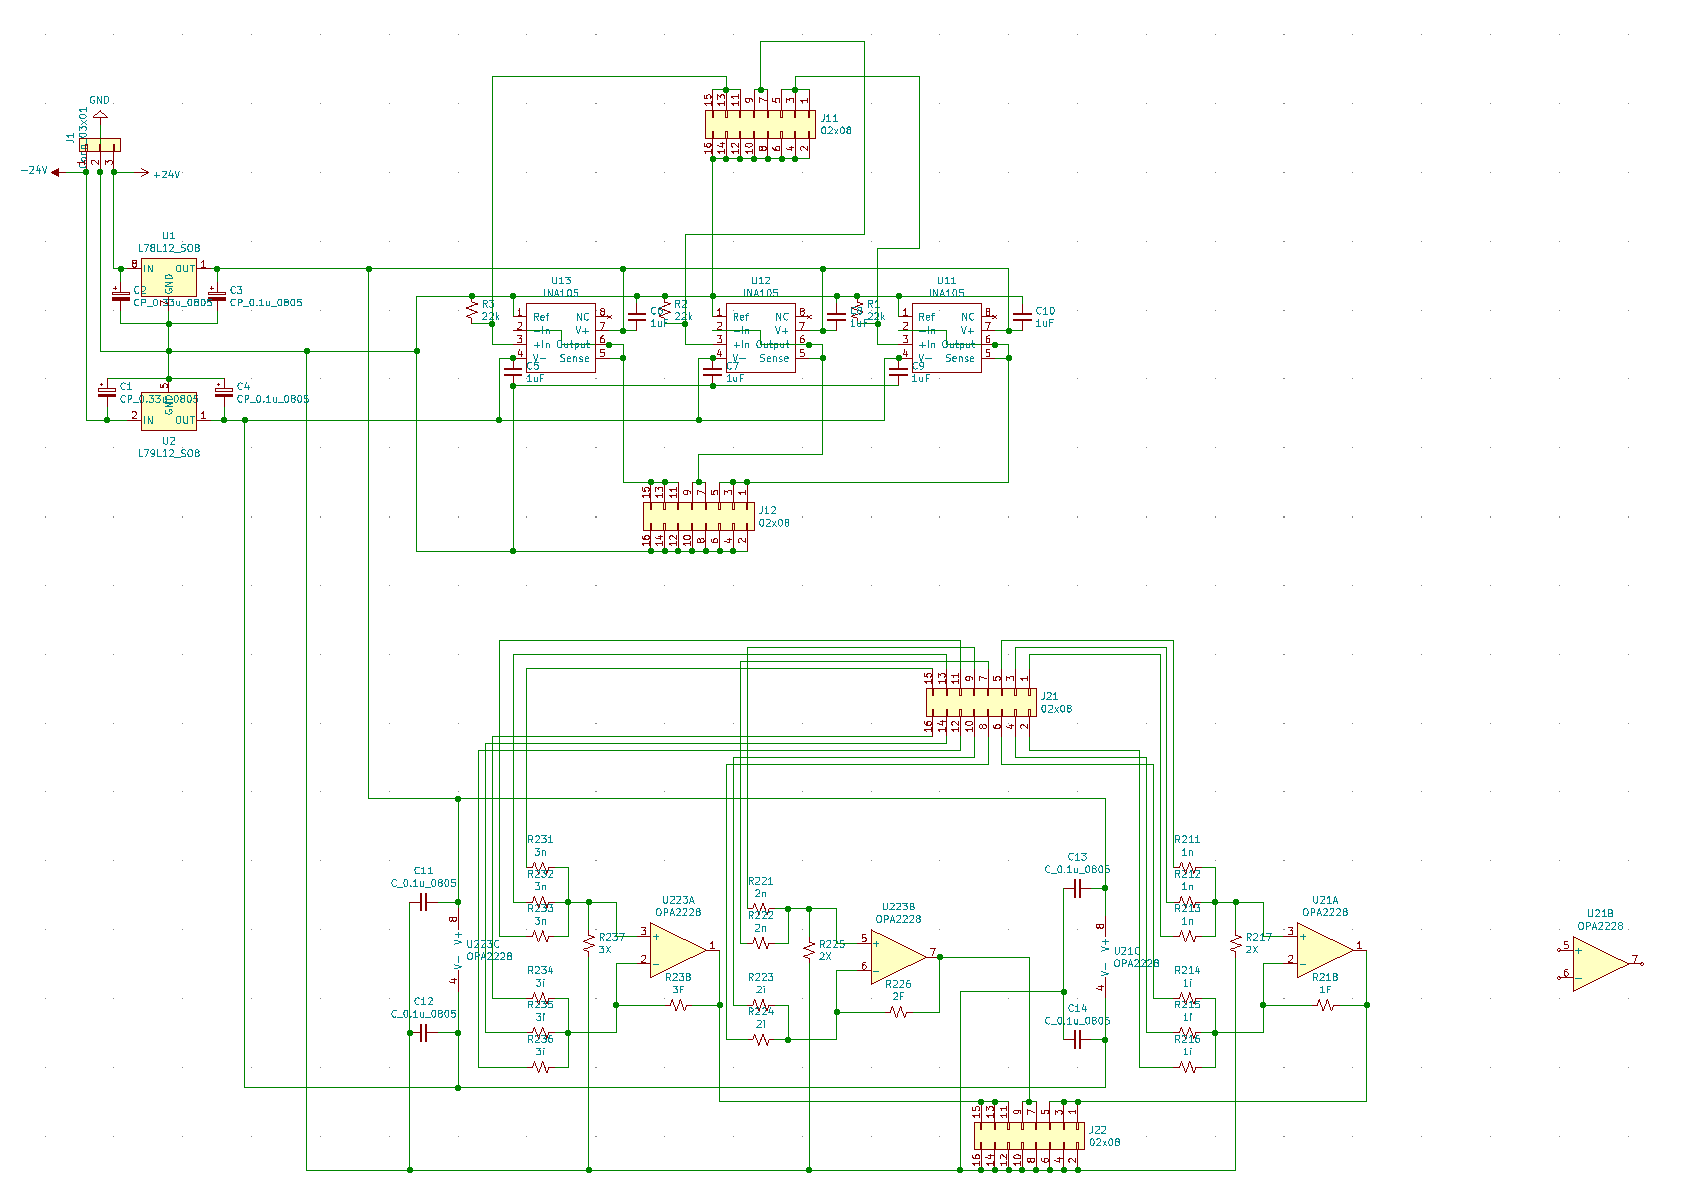 GND
J1
-24V
+24V
1
2
3
U1
L78L12_SO8
8
IN
OUT
1
GND
C2
CP_0.33u_0805
C3
CP_0.1u_0805
C1
CP_0.33u_0805
C4
CP_0.1u_0805
5
GND
2
IN
OUT
1
U2
L79L12_SO8
15
13
11
9
7
5
3
1
J11
02x08
16
14
12
10
8
6
4
2
R3
22k
U13
INA105
1
Ref
NC
8
2
-In
V+
7
3
+In
Output
6
4
V-
Sense
5
C5
1uF
C6
1uF
R2
22k
U12
INA105
1
Ref
NC
8
2
-In
V+
7
3
+In
Output
6
4
V-
Sense
5
C7
1uF
1uF
R1
22k
U11
INA105
1
Ref
NC
8
2
-In
V+
7
3
+In
Output
6
4
V-
Sense
5
C9
1uF
C10
1uF
15
13
11
9
7
5
3
1
J12
02x08
16
14
12
10
8
6
4
2
15
13
11
9
7
5
3
1
J21
02x08
16
14
12
10
8
6
4
2
C11
C_0.1u_0805
C12
C_0.1u_0805
8
V+
V-
4
U223C
OPA2228
R231
3n
R232
3n
R233
3n
R234
3i
R235
3i
R236
3i
R237
3X
U223A
OPA2228
3
+
2
-
1
R238
3F
R221
2n
R222
2n
R223
2i
R224
2i
R225
2X
U223B
OPA2228
5
+
6
-
7
R226
2F
C13
C_0.1u_0805
C14
C_0.1u_0805
8
V+
V-
4
U21C
OPA2228
R211
1n
R212
1n
R213
1n
R214
1i
R215
1i
R216
1i
R217
2X
U21A
OPA2228
3
+
2
-
1
R218
1F
U21B
OPA2228
5
+
6
-
7
15
13
11
9
7
5
3
1
J22
02x08
16
14
12
10
8
6
4
2